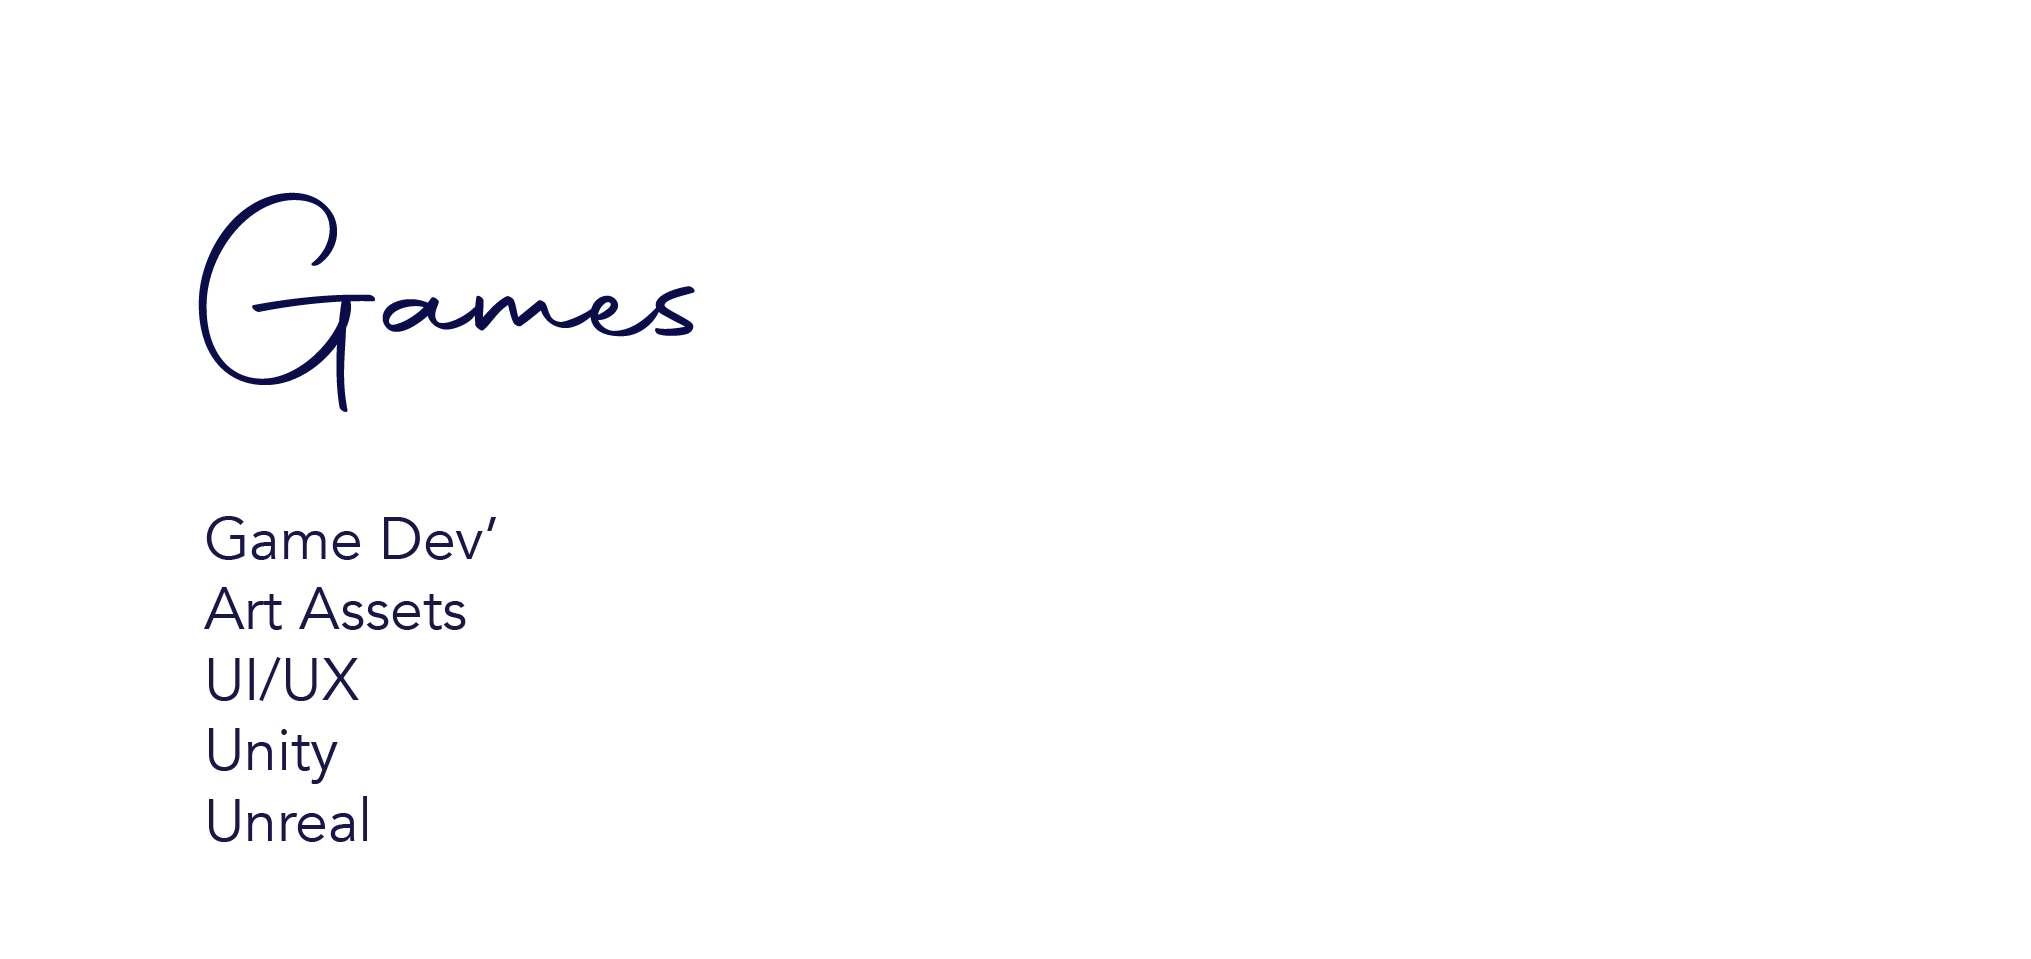 Games
Game Dev’
Art Assets
UI/UX
Unity
Unreal